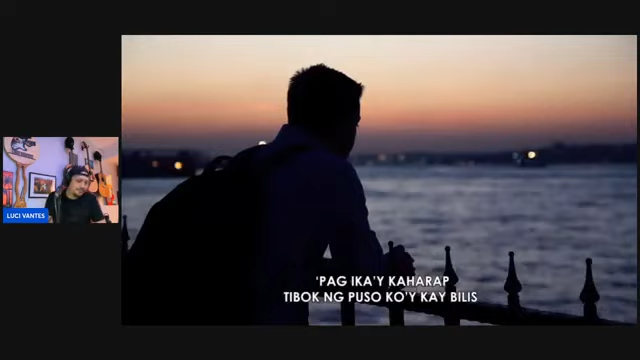 LUCI VANTES
'PAG IKA'Y KAHARAP
TIBOK NG PUSO KO'Y KAY BILIS